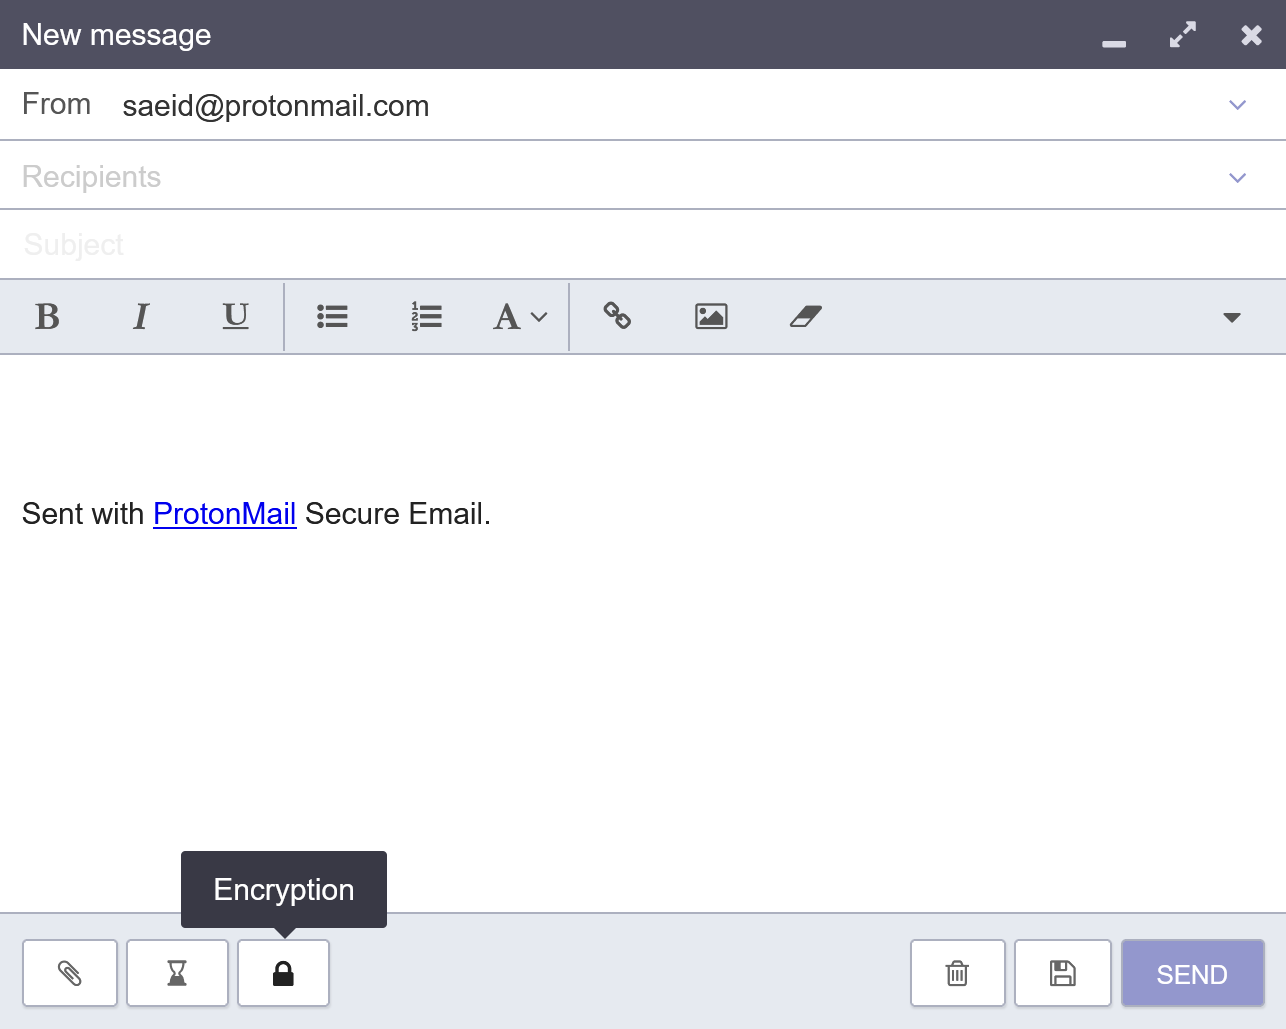 New message
From saeid@protonmail.com
Recipients
Subject
B I U A
Sent with ProtonMail Secure Email.
Encryption
SEND